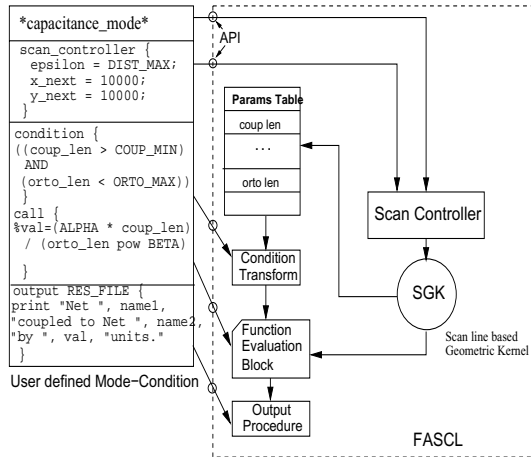 *capacitance_mode*
scan_controller {
epsilon = DIST_MAX;
x_next = 10000;
y_next = 10000;
}
condition {
((coup_len > COUP_MIN)
AND
(orto_len < ORTO_MAX))
}
call {
%val=(ALPHA * coup_len)
/ (orto_len pow BETA)
}
output RES_FILE {
print "Net ", name1,
"coupled to Net ", name2,
"by ", val, "units."
}
User defined Mode−Condition
API
Params Table
coup len
...
orto len
Condition
Transform
Function
Evaluation
Block
Output
Procedure
Scan Controller
SGK
Scan line based
Geometric Kernel
FASCL